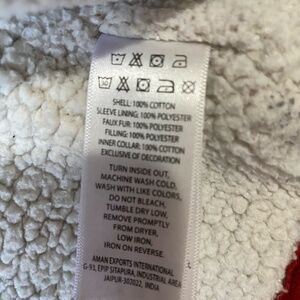 SHELL: 100% COTTON
SLEEVE LINING: 100% POLYESTER
FAUX FUR: 100% POLYESTER
FILLING: 100% POLYESTER
INNER COLLAR: 100% COTTON
EXCLUSIVE OF DECORATION
TURN INSIDE OUT,
MACHINE WASH COLD,
WASH WITH LIKE COLORS,
DO NOT BLEACH,
TUMBLE DRY LOW,
REMOVE PROMPTLY
FROM DRYER,
LOW IRON,
IRON ON REVERSE.
AMAN EXPORTS INTERNATIONAL
G-93, EPIP SITAPURA, INDUSTRIAL AREA
JAIPUR-302022, INDIA